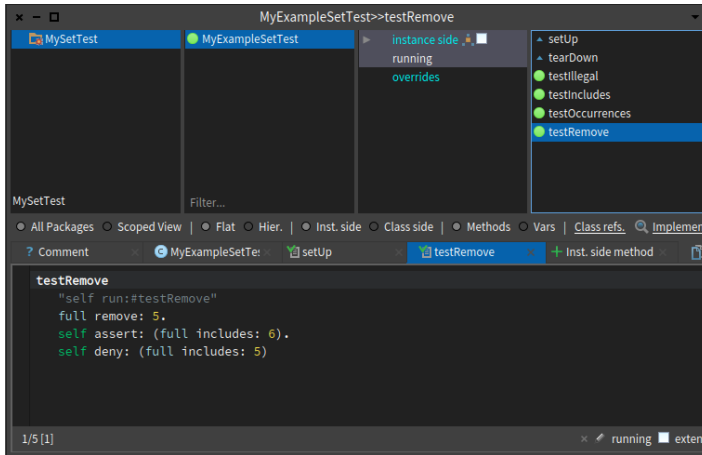 MyExampleSetTest>>testRemove
MySetTest
MyExampleSetTest
instance side
running
overrides
setUp
tearDown
testIllegal
testIncludes
testOccurrences
testRemove
MySetTest
Filter...
All Packages Scoped View | Flat Hier. | Inst. side Class side | Methods Vars | Class refs. Implemen
? Comment MyExampleSetTe: setUp testRemove + Inst. side method
testRemove
"self run:#testRemove"
full remove: 5.
self assert: (full includes: 6).
self deny: (full includes: 5)
1/5 [1] running exten